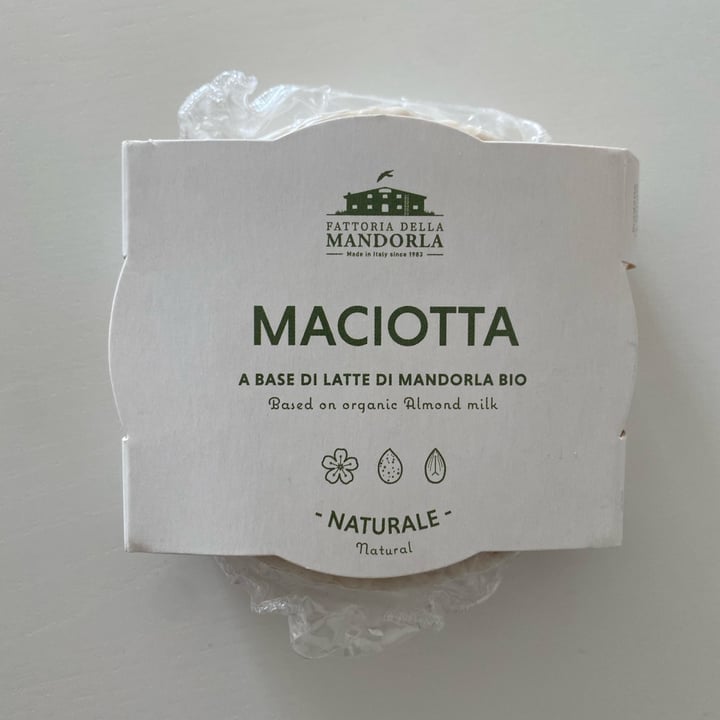 FATTORIA DELLA
MANDORLA
Made in Italy since 1983
MACIOTTA
A BASE DI LATTE DI MANDORLA BIO
Based on organic Almond milk
- NATURALE -
Natural